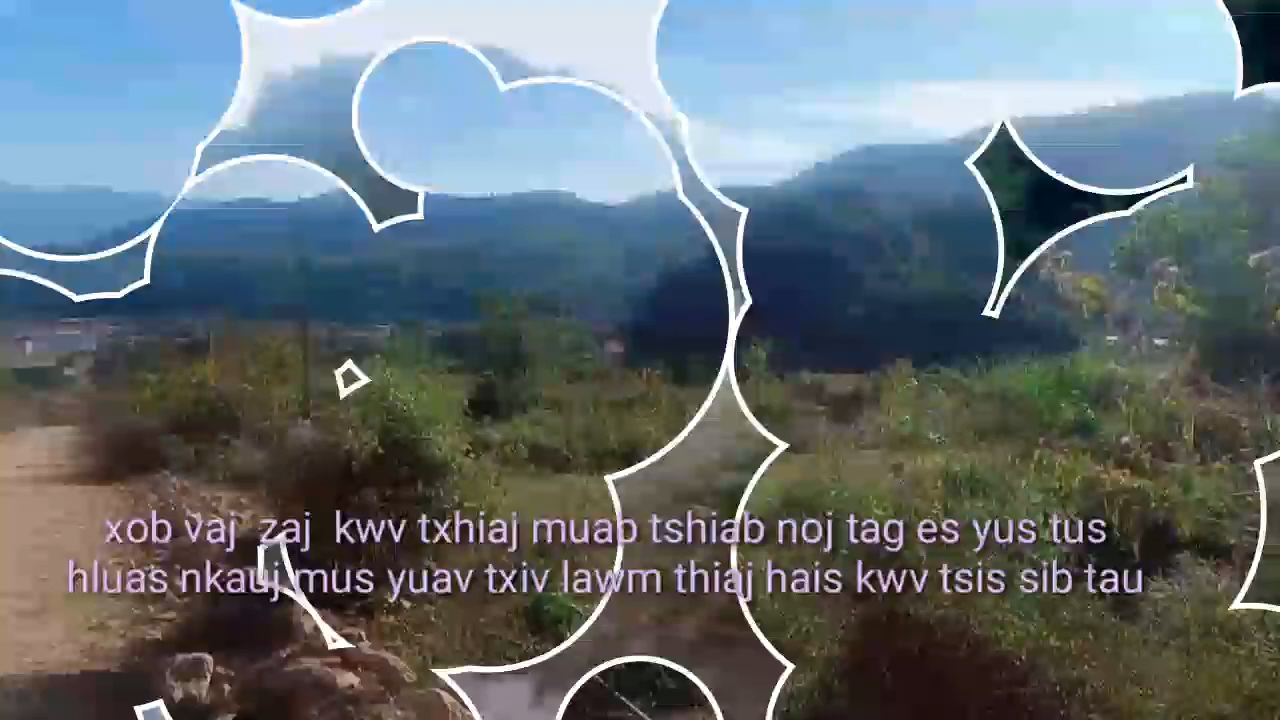 xob vaj zaj kwv txhiaj muab tshiab noj tag es yus tus
hluas nkauj mus yuav txiv lawm thiaj hais kwv tsis sib tau